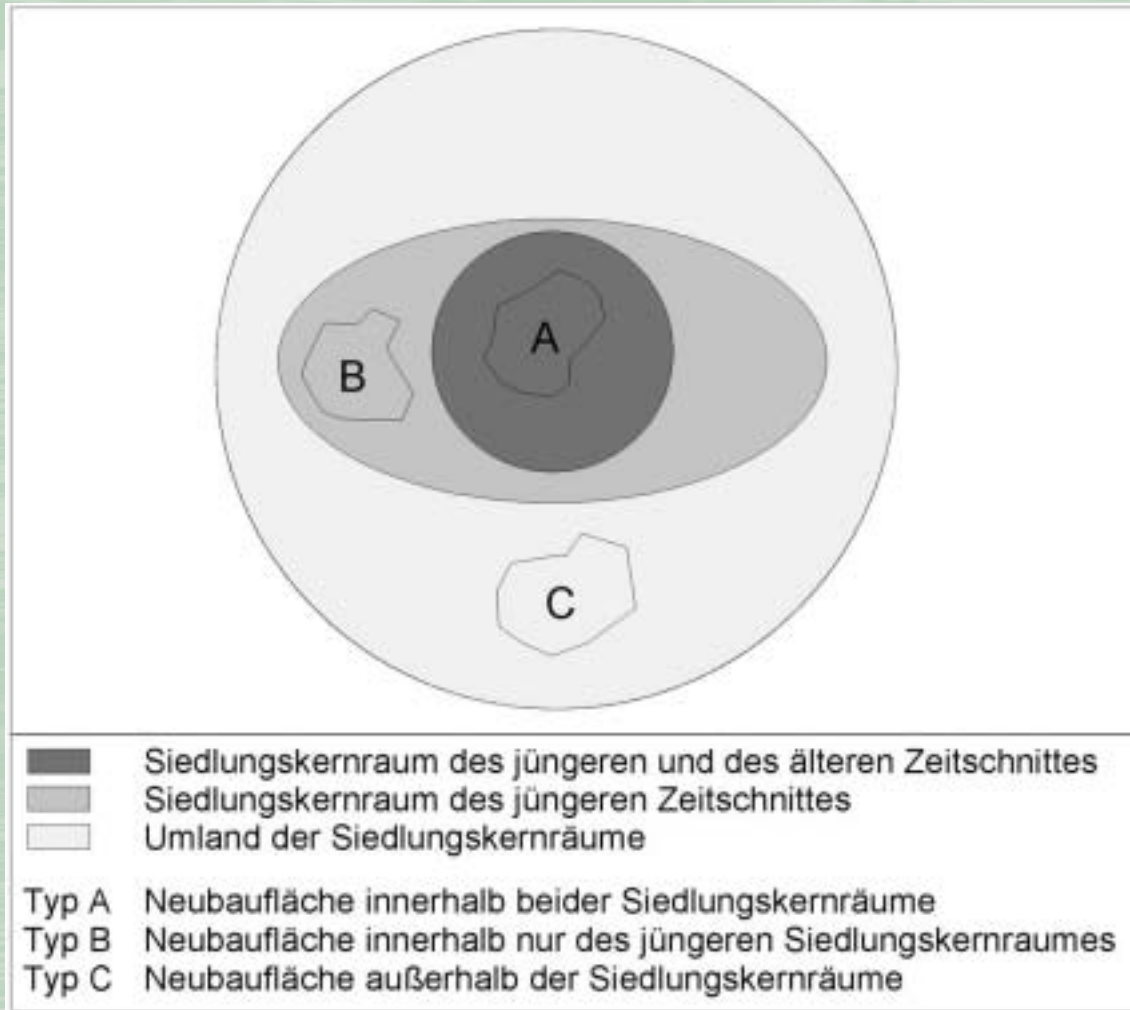 A
B
C
Siedlungskernraum des jüngeren und des älteren Zeitschnittes
Siedlungskernraum des jüngeren Zeitschnittes
Umland der Siedlungskernräume
Typ A Neubaufläche innerhalb beider Siedlungskernräume
Typ B Neubaufläche innerhalb nur des jüngeren Siedlungskernraumes
Typ C Neubaufläche außerhalb der Siedlungskernräume